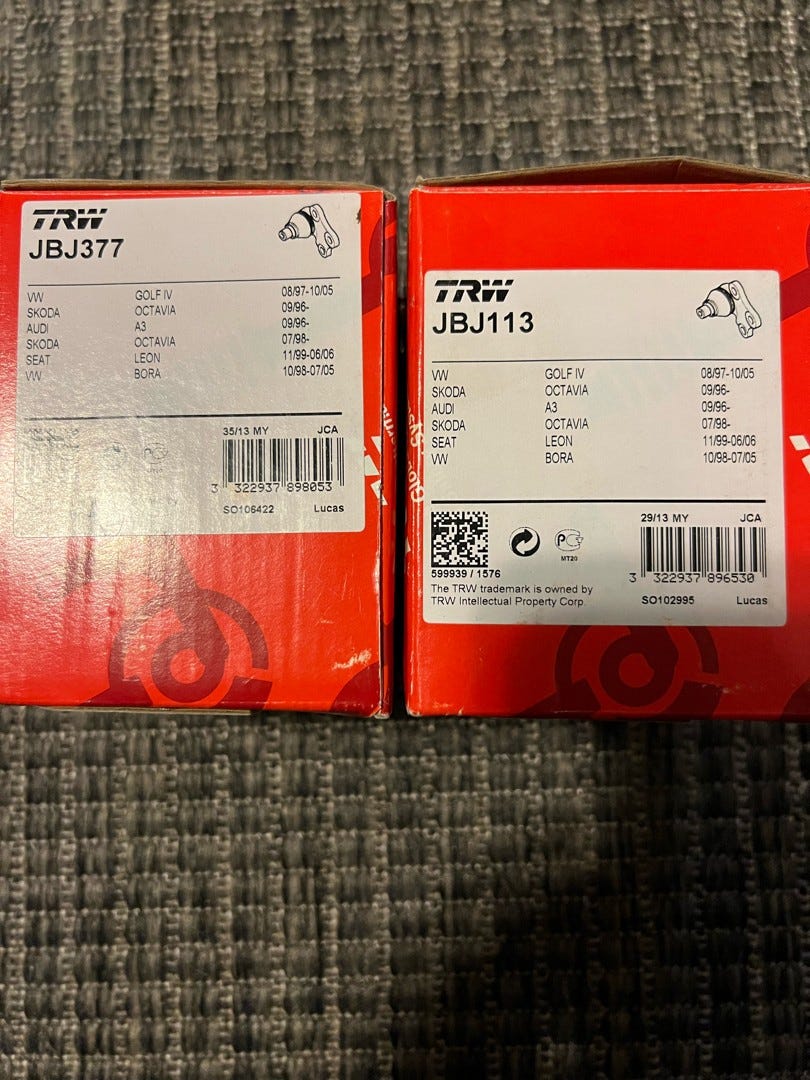 TRW
JBJ377
VW GOLF IV 08/97-10/05
SKODA OCTAVIA 09/96-
AUDI A3 09/96-
SKODA OCTAVIA 07/98-
SEAT LEON 11/99-06/06
VW BORA 10/98-07/05
35/13 MY JCA
3 322937 898053
SO106422 Lucas
TRW
JBJ113
VW GOLF IV 08/97-10/05
SKODA OCTAVIA 09/96-
AUDI A3 09/96-
SKODA OCTAVIA 07/98-
SEAT LEON 11/99-06/06
VW BORA 10/98-07/05
29/13 MY JCA
MT20
599939 / 1576
3 322937 896530
The TRW trademark is owned by
TRW Intellectual Property Corp.
SO102995 Lucas